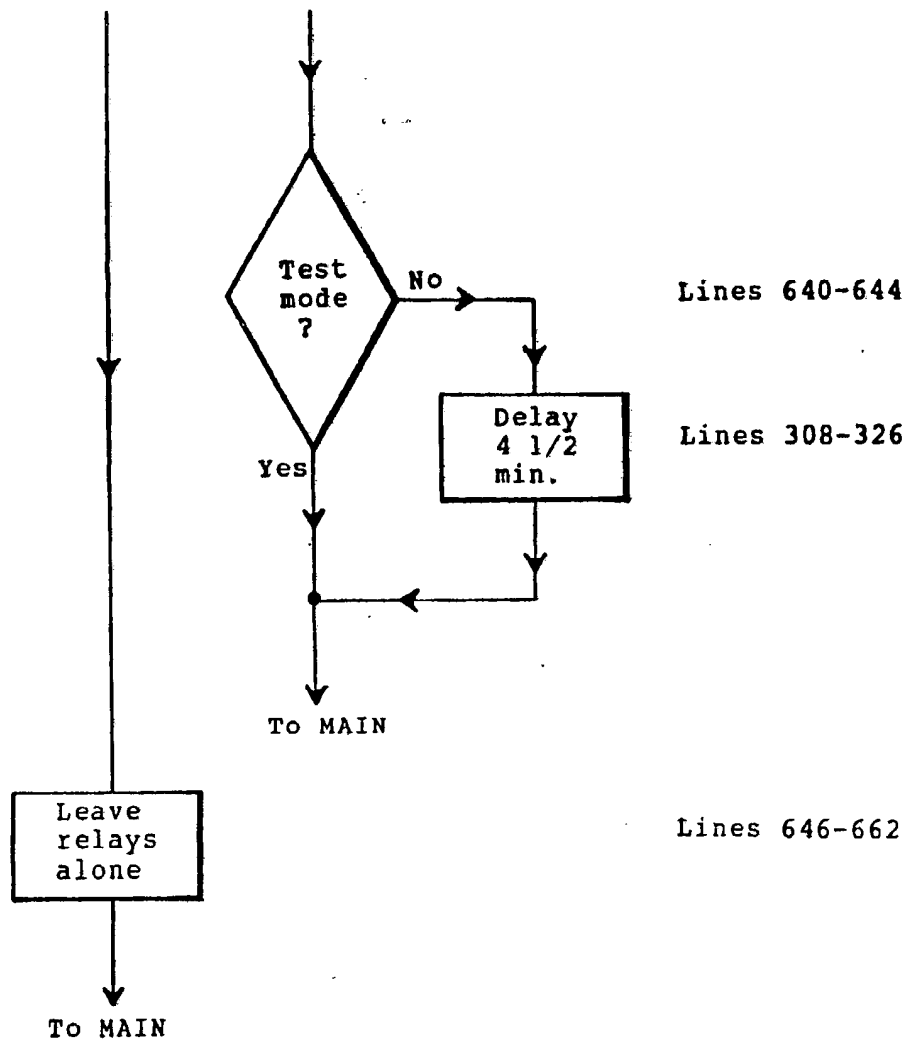 Test
mode
?
No
Lines 640-644
Delay
4 1/2
min.
Lines 308-326
Yes
To MAIN
Leave
relays
alone
Lines 646-662
To MAIN